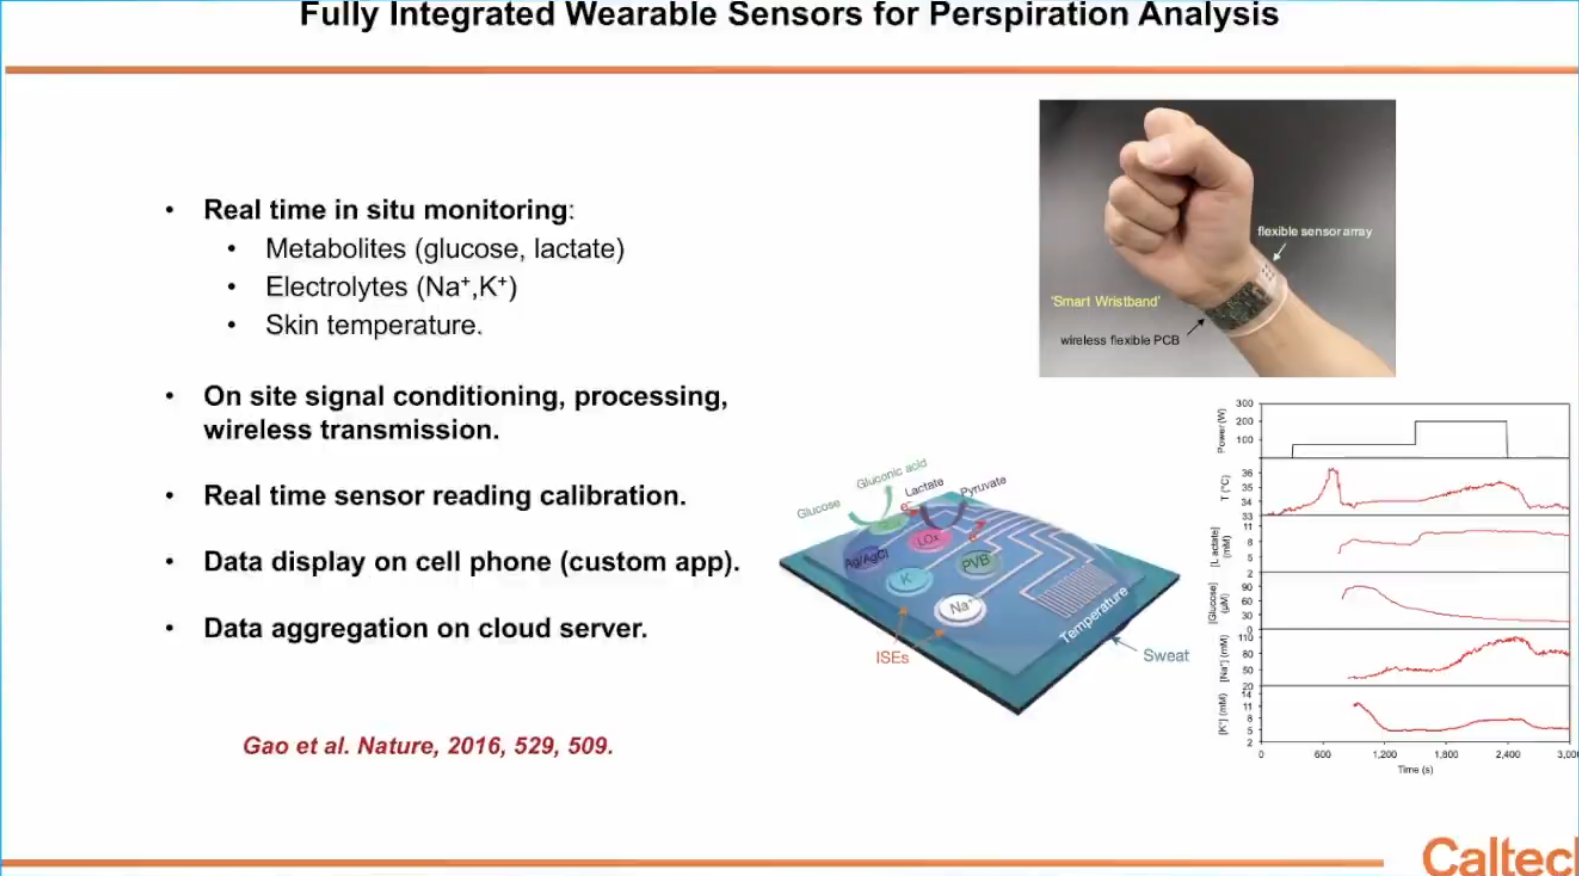 Fully Integrated Wearable Sensors for Perspiration Analysis
• Real time in situ monitoring:
• Metabolites (glucose, lactate)
• Electrolytes (Na⁺,K⁺)
• Skin temperature.
• On site signal conditioning, processing,
wireless transmission.
• Real time sensor reading calibration.
• Data display on cell phone (custom app).
• Data aggregation on cloud server.
Gao et al. Nature, 2016, 529, 509.
flexible sensor array
'Smart Wristband'
wireless flexible PCB
Gluconic acid
Glucose
Lactate
Pyruvate
e⁻
LOx
Ag/AgCl
PVB
K
Na⁺
Temperature
ISEs
Sweat
Power (W)
300
200
100
T (°C)
36
35
34
33
[Lactate]
(mM)
11
8
5
2
[Glucose]
(µM)
90
60
30
0
[Na⁺] (mM)
110
80
50
20
[K⁺] (mM)
14
11
8
5
2
0 600 1,200 1,800 2,400 3,00
Time (s)
Caltec